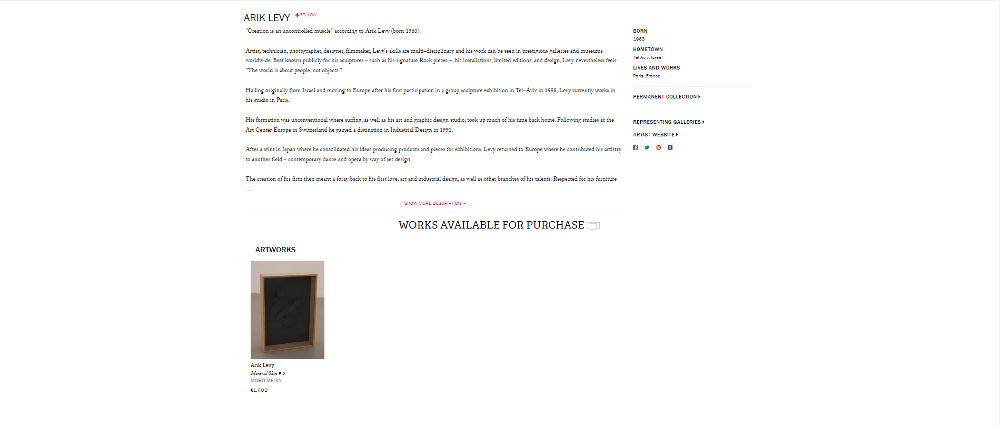 ARIK LEVY FOLLOW
"Creation is an uncontrolled muscle" according to Arik Levy (born 1963).
Artist, technician, photographer, designer, filmmaker, Levy's skills are multi–disciplinary and his work can be seen in prestigious galleries and museums
worldwide. Best known publicly for his sculptures – such as his signature Rock pieces –, his installations, limited editions, and design, Levy nevertheless feels:
"The world is about people, not objects."
Hailing originally from Israel and moving to Europe after his first participation in a group sculpture exhibition in Tel–Aviv in 1988, Levy currently works in
his studio in Paris.
His formation was unconventional where surfing, as well as his art and graphic design studio, took up much of his time back home. Following studies at the
Art Center Europe in Switzerland he gained a distinction in Industrial Design in 1991.
After a stint in Japan where he consolidated his ideas producing products and pieces for exhibitions, Levy returned to Europe where he contributed his artistry
to another field – contemporary dance and opera by way of set design.
The creation of his firm then meant a foray back to his first love, art and industrial design, as well as other branches of his talents. Respected for his furniture
...
SHOW MORE DESCRIPTION
BORN
1963
HOMETOWN
Tel Aviv, Israel
LIVES AND WORKS
Paris, France
PERMANENT COLLECTION
REPRESENTING GALLERIES
ARTIST WEBSITE
WORKS AVAILABLE FOR PURCHASE
ARTWORKS
Arik Levy
Mineral Skin # 3
MIXED MEDIA
€1,500